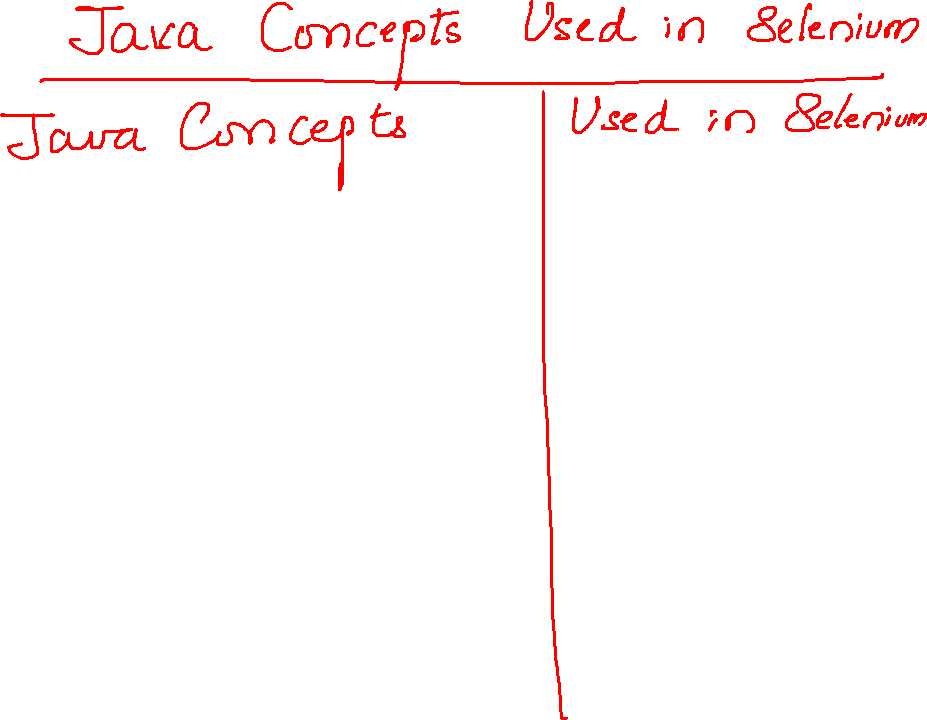 Java Concepts Used in Selenium
Java Concepts
Used in Selenium